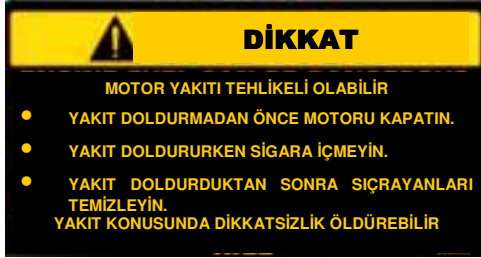 DİKKAT
MOTOR YAKITI TEHLİKELİ OLABİLİR
• YAKIT DOLDURMADAN ÖNCE MOTORU KAPATIN.
• YAKIT DOLDURURKEN SİGARA İÇMEYİN.
• YAKIT DOLDURDUKTAN SONRA SIÇRAYANLARI
TEMİZLEYİN.
YAKIT KONUSUNDA DİKKATSİZLİK ÖLDÜREBİLİR